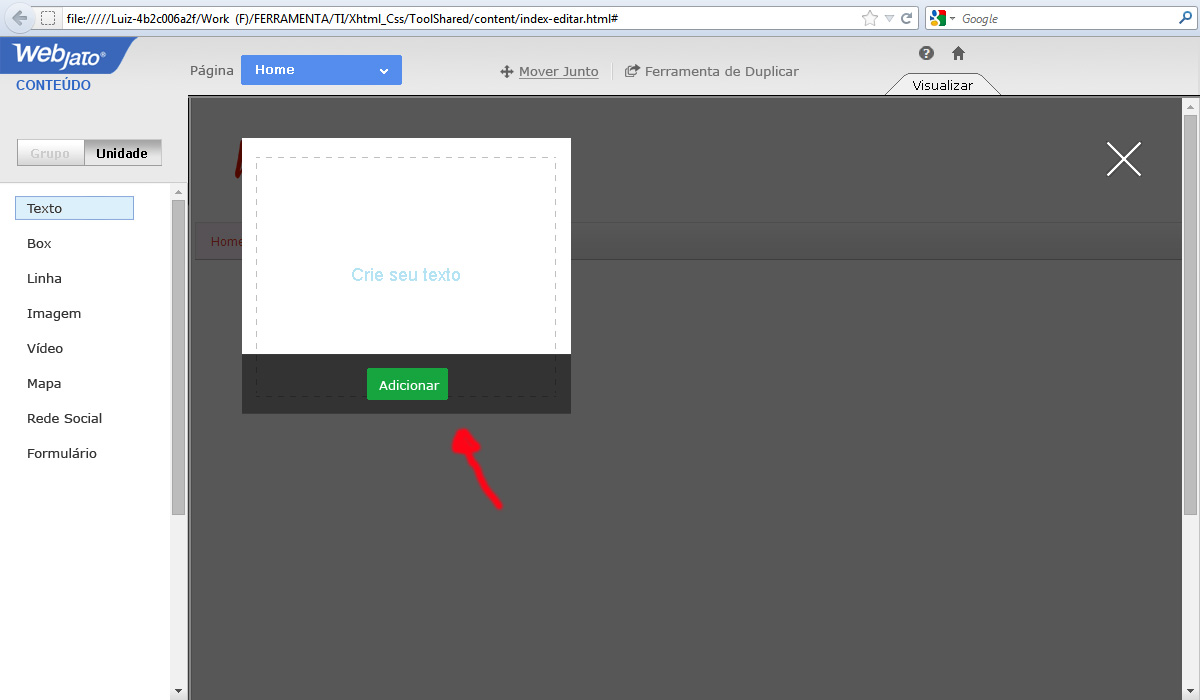 file://///Luiz-4b2c006a2f/Work (F)/FERRAMENTA/TI/Xhtml_Css/ToolShared/content/index-editar.html#
Google
Webjato®
CONTEÚDO
Página
Home
Mover Junto
Ferramenta de Duplicar
Visualizar
Grupo
Unidade
Texto
Box
Linha
Imagem
Vídeo
Mapa
Rede Social
Formulário
Home
Crie seu texto
Adicionar